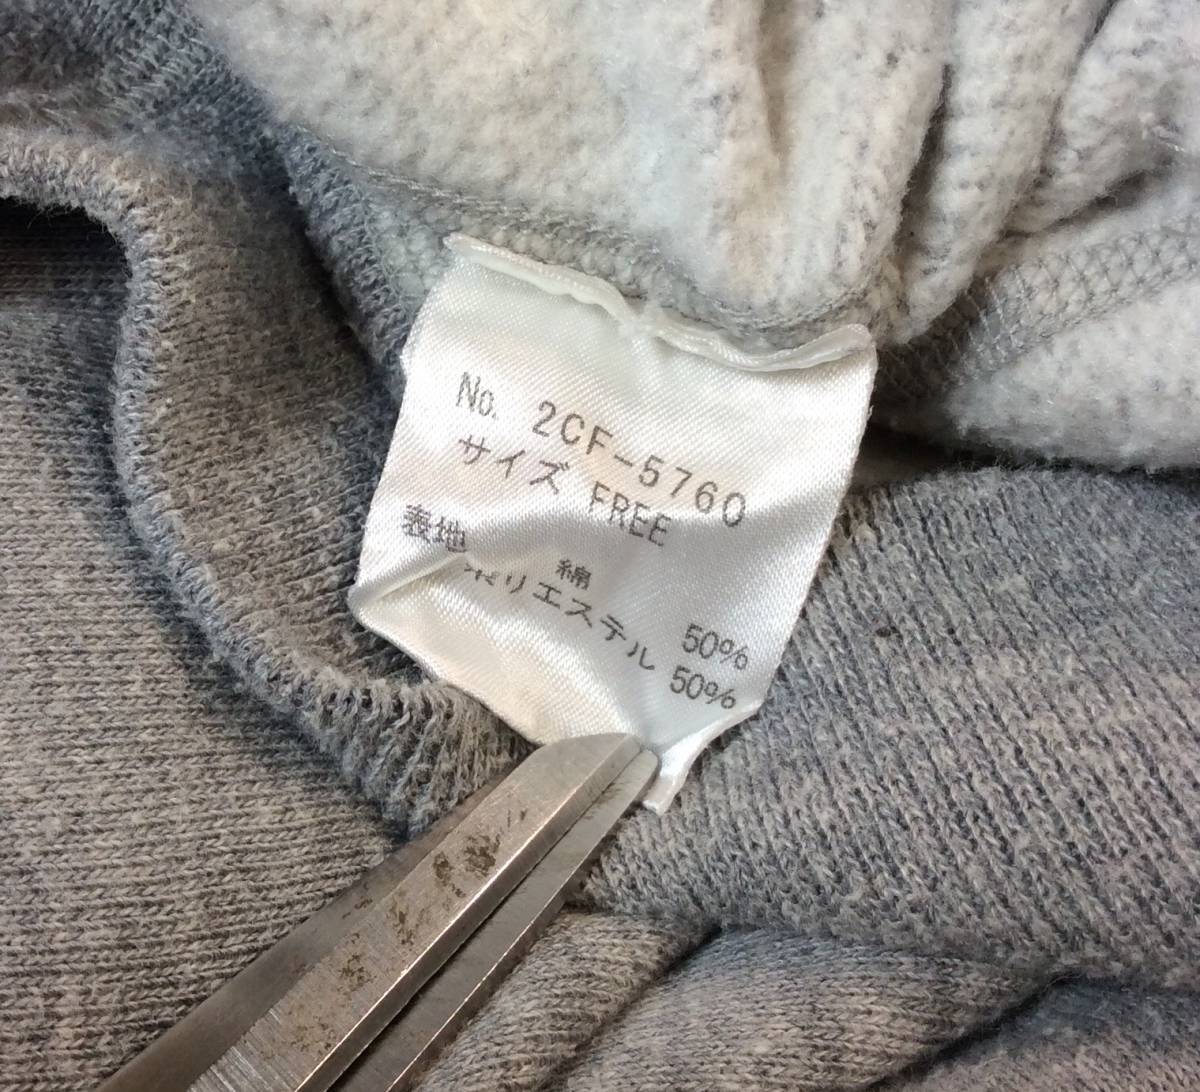 No. 2CF-5760
サイズ FREE
表地
綿 50%
ポリエステル 50%